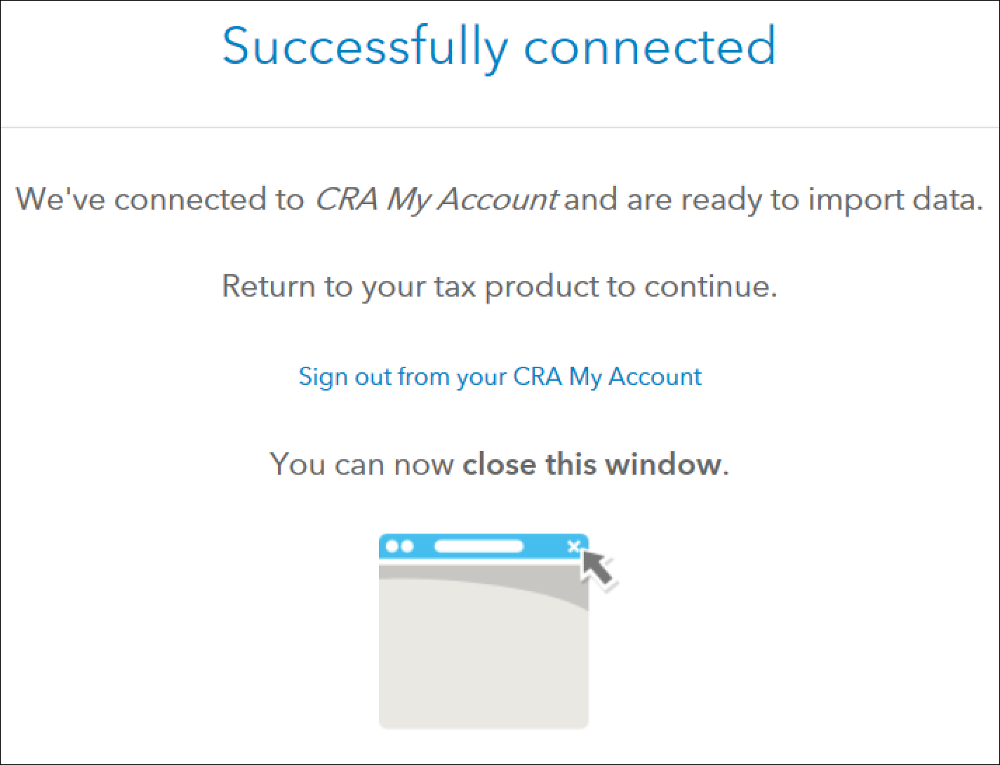 Successfully connected
We've connected to CRA My Account and are ready to import data.
Return to your tax product to continue.
Sign out from your CRA My Account
You can now close this window.